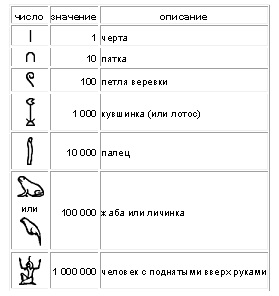 число значение описание
1 черта
10 пятка
100 петля веревки
1 000 кувшинка (или лотос)
10 000 палец
или 100 000 жаба или личинка
1 000 000 человек с поднятыми вверх руками